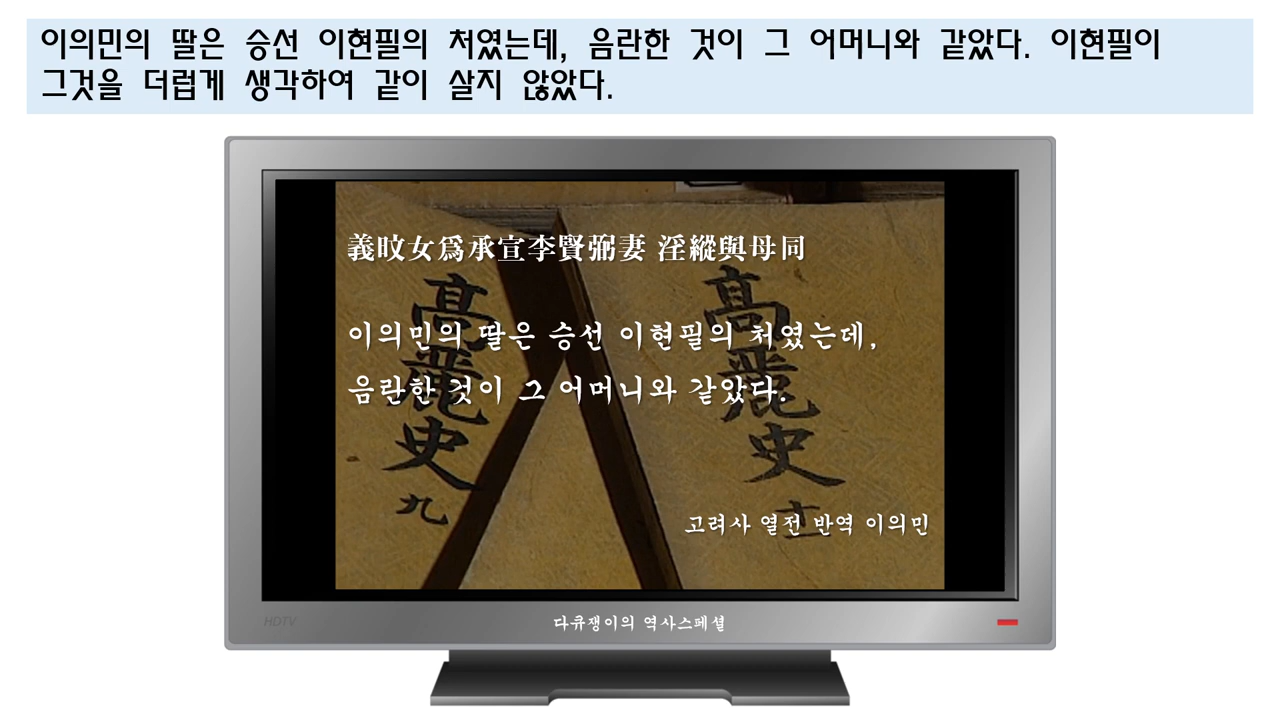 이의민의 딸은 승선 이현필의 처였는데, 음란한 것이 그 어머니와 같았다. 이현필이
그것을 더럽게 생각하여 같이 살지 않았다.
義旼女爲承宣李賢弼妻 淫縱與母同
이의민의 딸은 승선 이현필의 처였는데,
음란한 것이 그 어머니와 같았다.
高麗史 九
高麗史 十二
고려사 열전 반역 이의민
HDTV
다큐쟁이의 역사스페셜